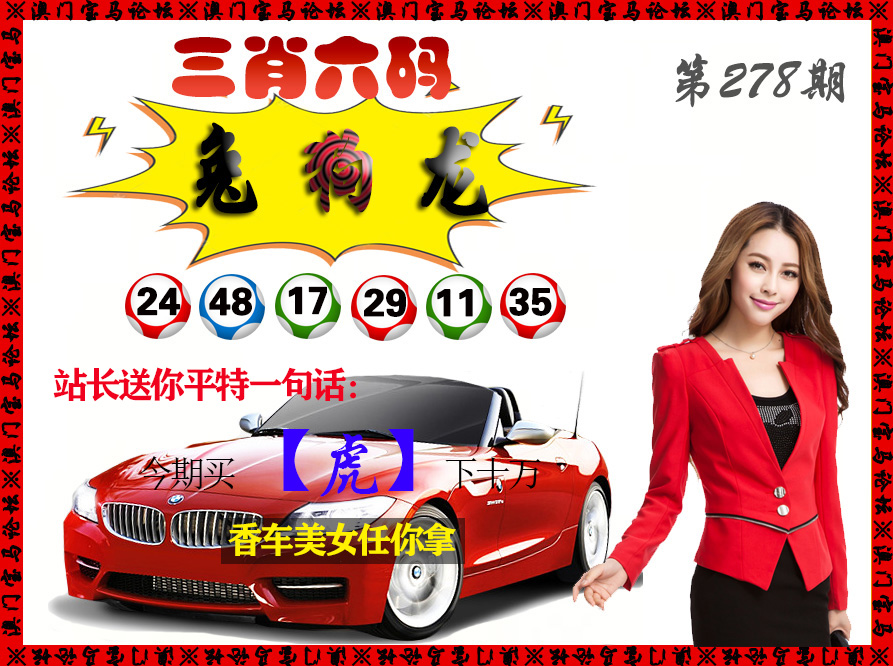 ※澳门宝马论坛※澳门宝马论坛※澳门宝马论坛※澳门宝马论坛※澳门宝马论坛※
三肖六码
第278期
兔 狗 龙
24 48 17 29 11 35
站长送你平特一句话:
今期买 【虎】 下十万
香车美女任你拿